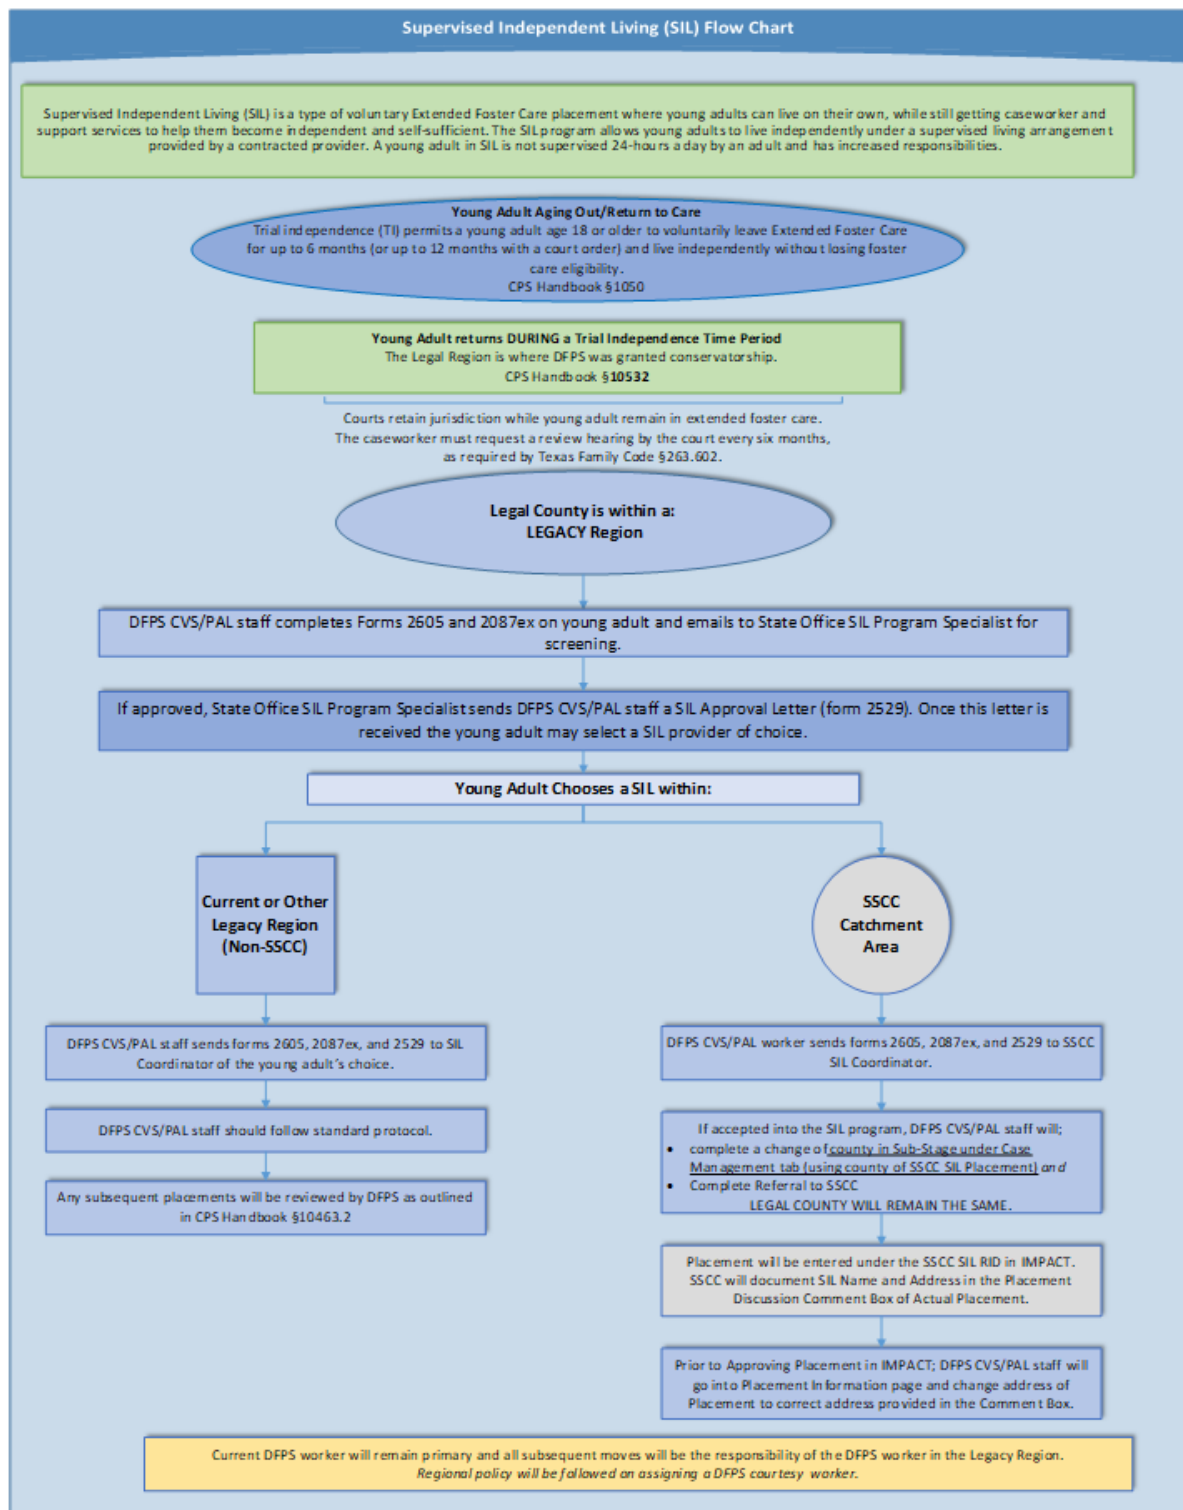 Supervised Independent Living (SIL) Flow Chart
Supervised Independent Living (SIL) is a type of voluntary Extended Foster Care placement where young adults can live on their own, while still getting caseworker and
support services to help them become independent and self-sufficient. The SIL program allows young adults to live independently under a supervised living arrangement
provided by a contracted provider. A young adult in SIL is not supervised 24-hours a day by an adult and has increased responsibilities.
Young Adult Aging Out/Return to Care
Trial independence (TI) permits a young adult age 18 or older to voluntarily leave Extended Foster Care
for up to 6 months (or up to 12 months with a court order) and live independently without losing foster
care eligibility.
CPS Handbook §1050
Young Adult returns DURING a Trial Independence Time Period
The Legal Region is where DFPS was granted conservatorship.
CPS Handbook §10532
Courts retain jurisdiction while young adult remain in extended foster care.
The caseworker must request a review hearing by the court every six months,
as required by Texas Family Code §263.602.
Legal County is within a:
LEGACY Region
DFPS CVS/PAL staff completes Forms 2605 and 2087ex on young adult and emails to State Office SIL Program Specialist for
screening.
If approved, State Office SIL Program Specialist sends DFPS CVS/PAL staff a SIL Approval Letter (form 2529). Once this letter is
received the young adult may select a SIL provider of choice.
Young Adult Chooses a SIL within:
Current or Other
Legacy Region
(Non-SSCC)
DFPS CVS/PAL staff sends forms 2605, 2087ex, and 2529 to SIL
Coordinator of the young adult's choice.
DFPS CVS/PAL staff should follow standard protocol.
Any subsequent placements will be reviewed by DFPS as outlined
in CPS Handbook §10463.2
SSCC
Catchment
Area
DFPS CVS/PAL worker sends forms 2605, 2087ex, and 2529 to SSCC
SIL Coordinator.
If accepted into the SIL program, DFPS CVS/PAL staff will;
• complete a change of county in Sub-Stage under Case
Management tab (using county of SSCC SIL Placement) and
• Complete Referral to SSCC
LEGAL COUNTY WILL REMAIN THE SAME.
Placement will be entered under the SSCC SIL RID in IMPACT.
SSCC will document SIL Name and Address in the Placement
Discussion Comment Box of Actual Placement.
Prior to Approving Placement in IMPACT; DFPS CVS/PAL staff will
go into Placement Information page and change address of
Placement to correct address provided in the Comment Box.
Current DFPS worker will remain primary and all subsequent moves will be the responsibility of the DFPS worker in the Legacy Region.
Regional policy will be followed on assigning a DFPS courtesy worker.